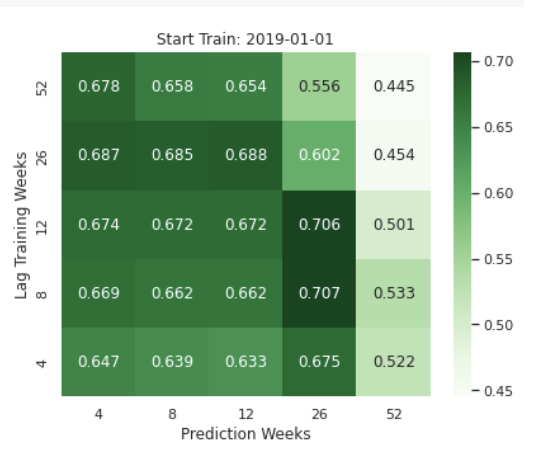 Start Train: 2019-01-01
Lag Training Weeks
52 0.678 0.658 0.654 0.556 0.445
26 0.687 0.685 0.688 0.602 0.454
12 0.674 0.672 0.672 0.706 0.501
8 0.669 0.662 0.662 0.707 0.533
4 0.647 0.639 0.633 0.675 0.522
4 8 12 26 52
Prediction Weeks
0.70
0.65
0.60
0.55
0.50
0.45